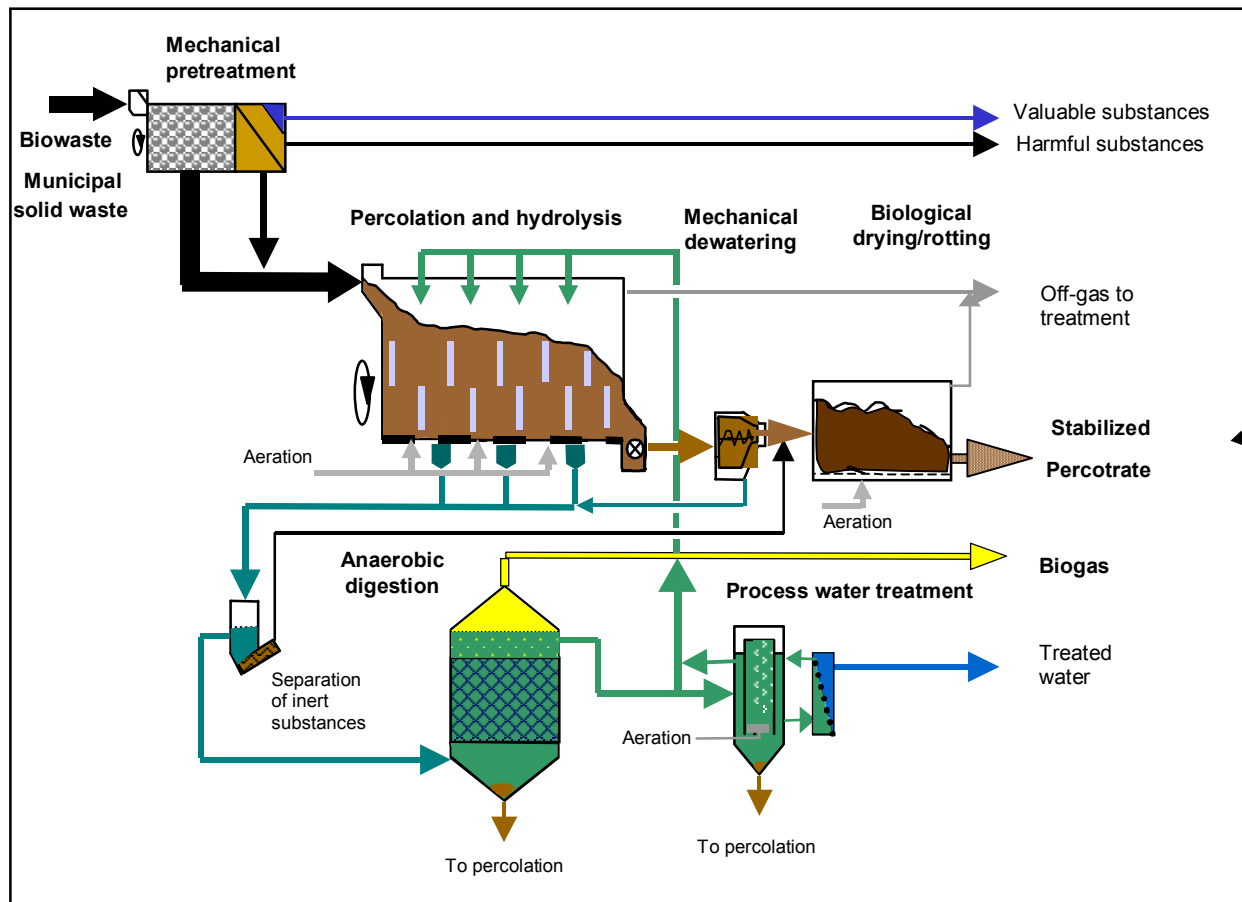 Mechanical
pretreatment
Valuable substances
Biowaste
Harmful substances
Municipal
solid waste
Percolation and hydrolysis
Mechanical
dewatering
Biological
drying/rotting
Off-gas to
treatment
Stabilized
Percotrate
Aeration
Aeration
Anaerobic
digestion
Biogas
Process water treatment
Treated
water
Separation
of inert
substances
Aeration
To percolation
To percolation